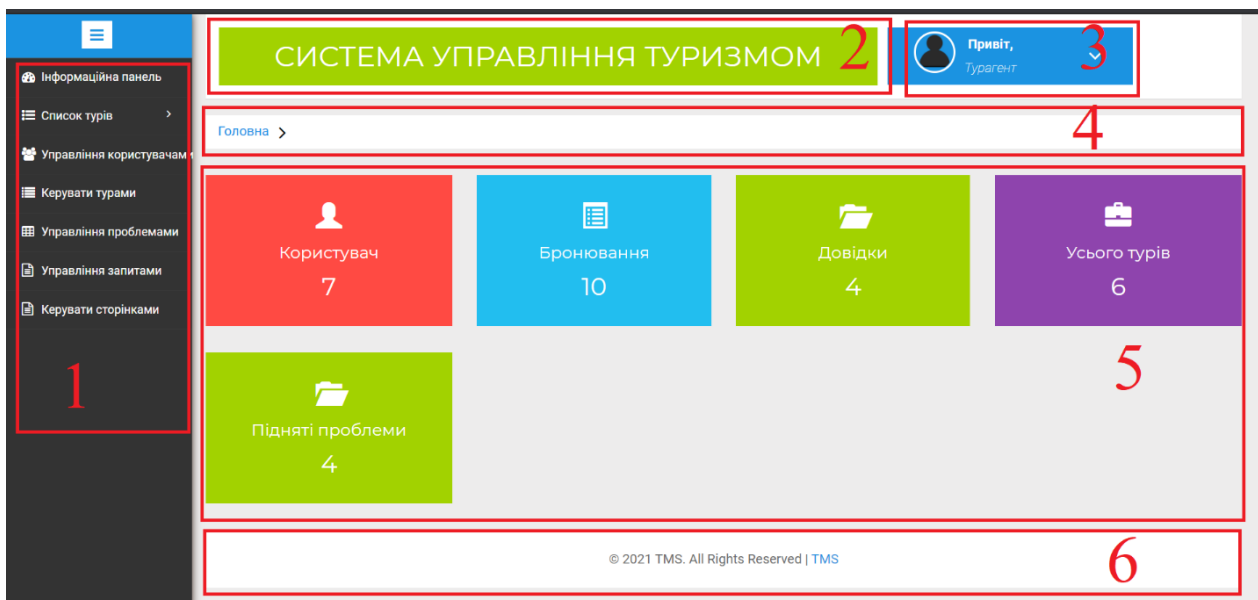 СИСТЕМА УПРАВЛІННЯ ТУРИЗМОМ
2
Привіт,
Турагент
3
Інформаційна панель
Список турів
Управління користувачами
Керувати турами
Управління проблемами
Управління запитами
Керувати сторінками
1
Головна
4
Користувач
7
Бронювання
10
Довідки
4
Усього турів
6
Підняті проблеми
4
5
© 2021 TMS. All Rights Reserved | TMS
6